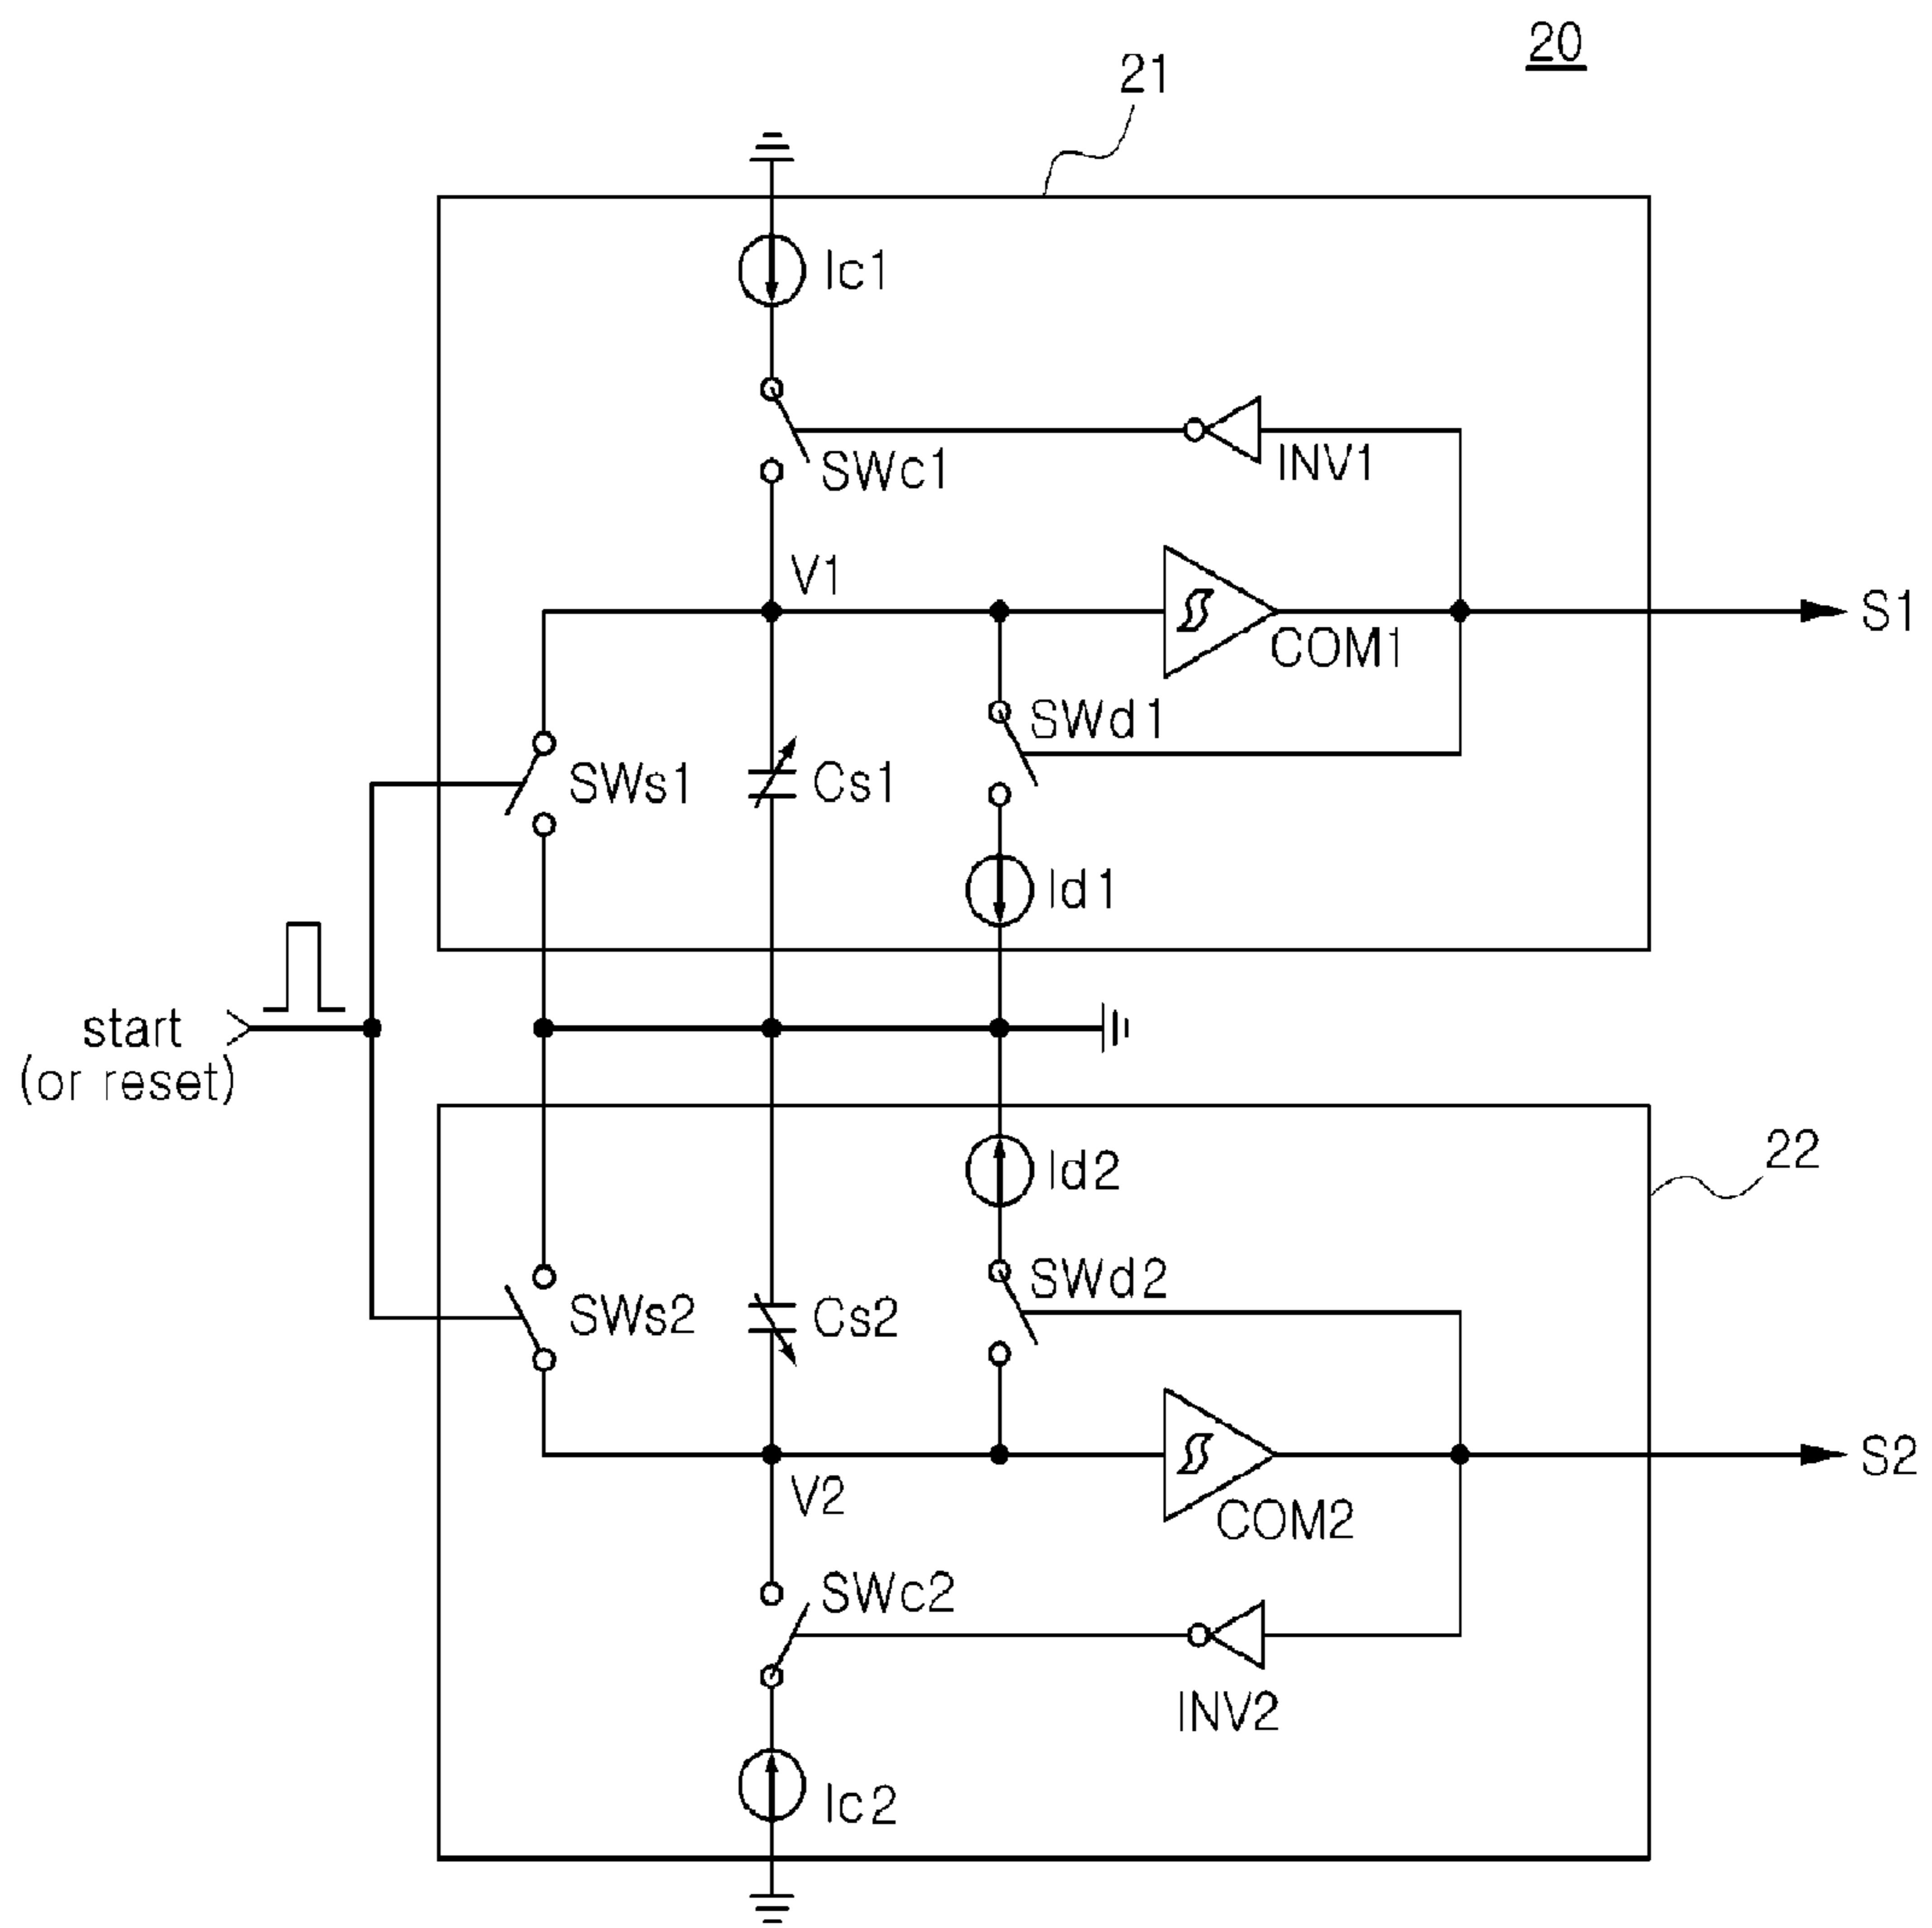 20
21
Ic1
SWc1
INV1
V1
S1
COM1
SWd1
SWs1
Cs1
Id1
start
(or reset)
Id2
22
SWd2
SWs2
Cs2
S2
V2
COM2
SWc2
INV2
Ic2